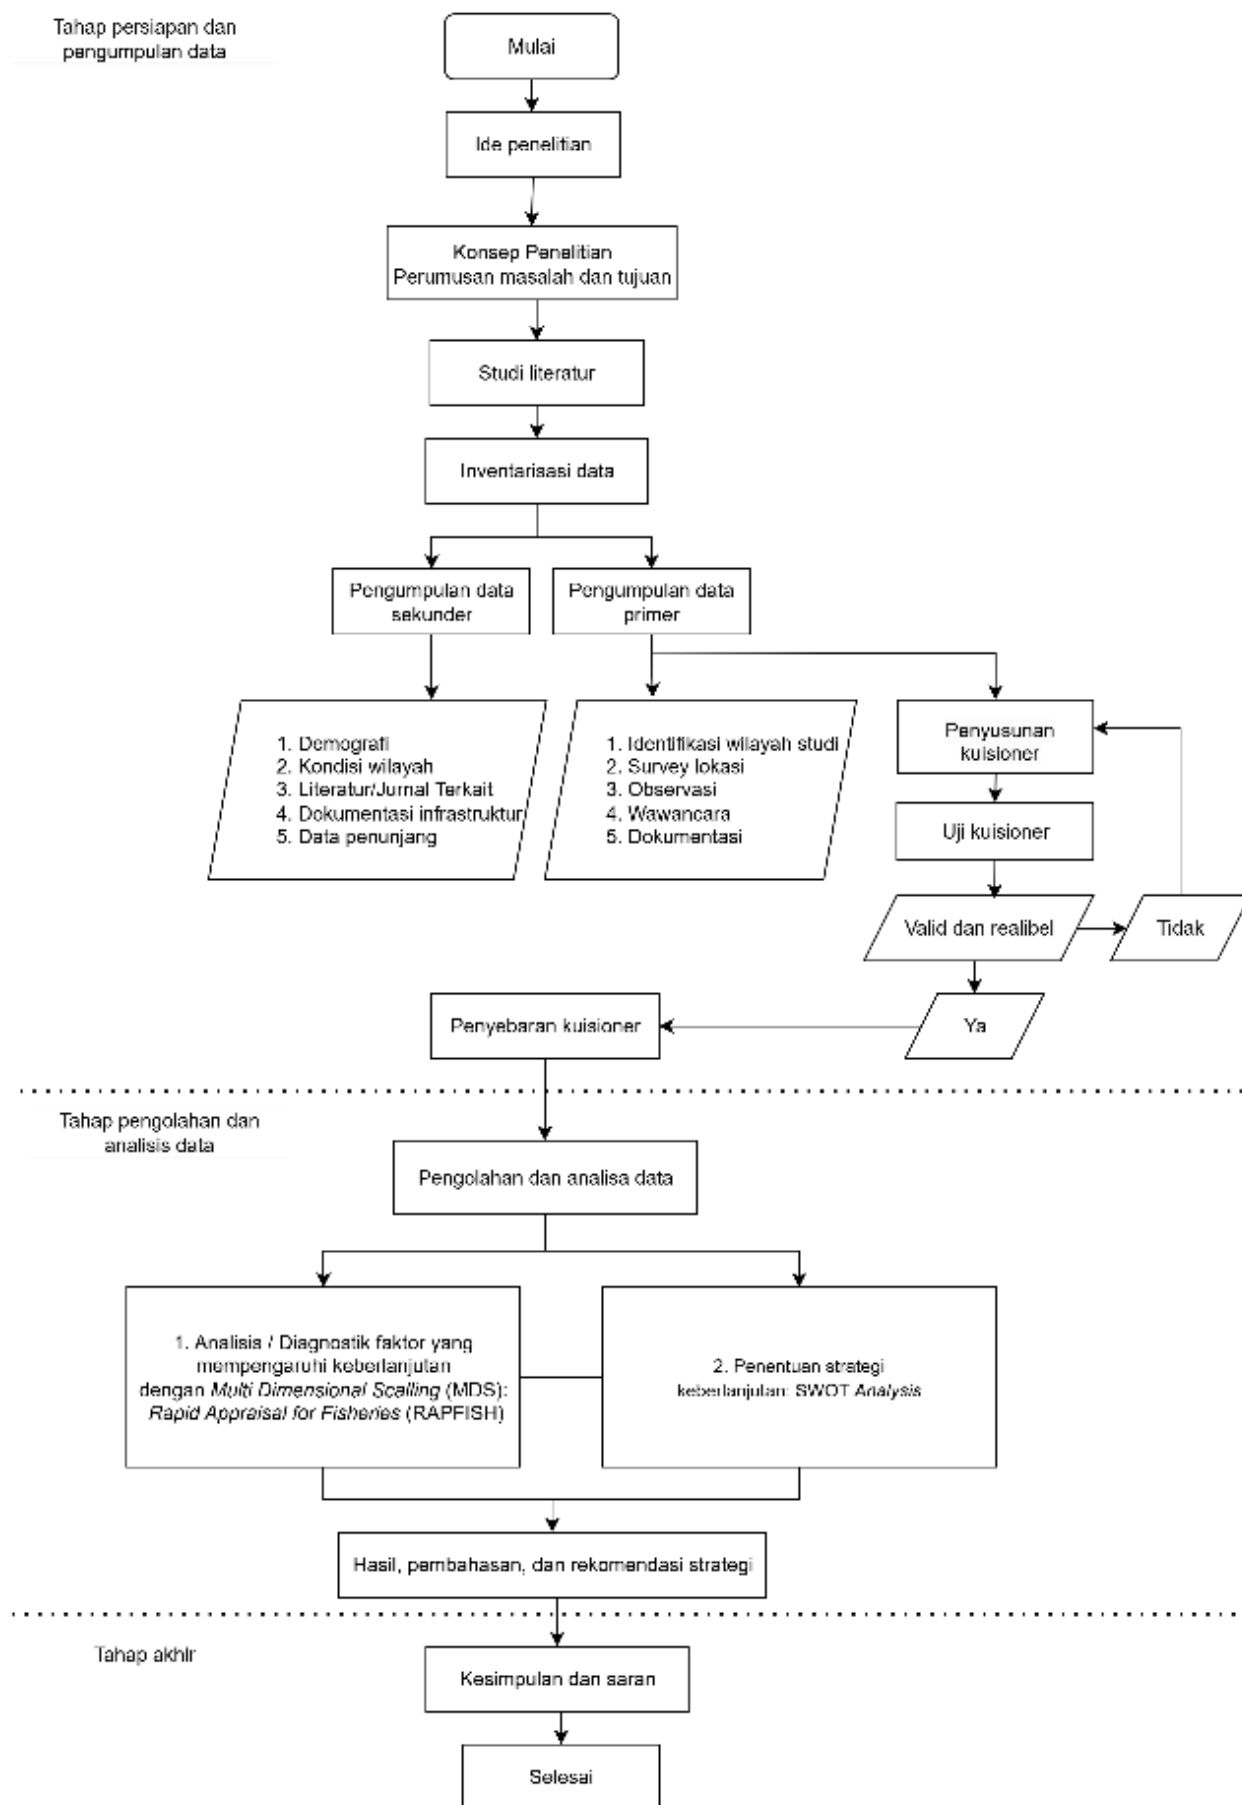 Tahap persiapan dan
pengumpulan data
Mulai
Ide penelitian
Konsep Penelitian
Perumusan masalah dan tujuan
Studi literatur
Inventarisasi data
Pengumpulan data
sekunder
Pengumpulan data
primer
1. Demografi
2. Kondisi wilayah
3. Literatur/Jurnal Terkait
4. Dokumentasi infrastruktur
5. Data penunjang
1. Identifikasi wilayah studi
2. Survey lokasi
3. Observasi
4. Wawancara
5. Dokumentasi
Penyusunan
kuisioner
Uji kuisioner
Valid dan realibel
Tidak
Ya
Penyebaran kuisioner
Tahap pengolahan dan
analisis data
Pengolahan dan analisa data
1. Analisis / Diagnostik faktor yang
mempengaruhi keberlanjutan
dengan Multi Dimensional Scalling (MDS):
Rapid Appraisal for Fisheries (RAPFISH)
2. Penentuan strategi
keberlanjutan: SWOT Analysis
Hasil, pembahasan, dan rekomendasi strategi
Tahap akhir
Kesimpulan dan saran
Selesai